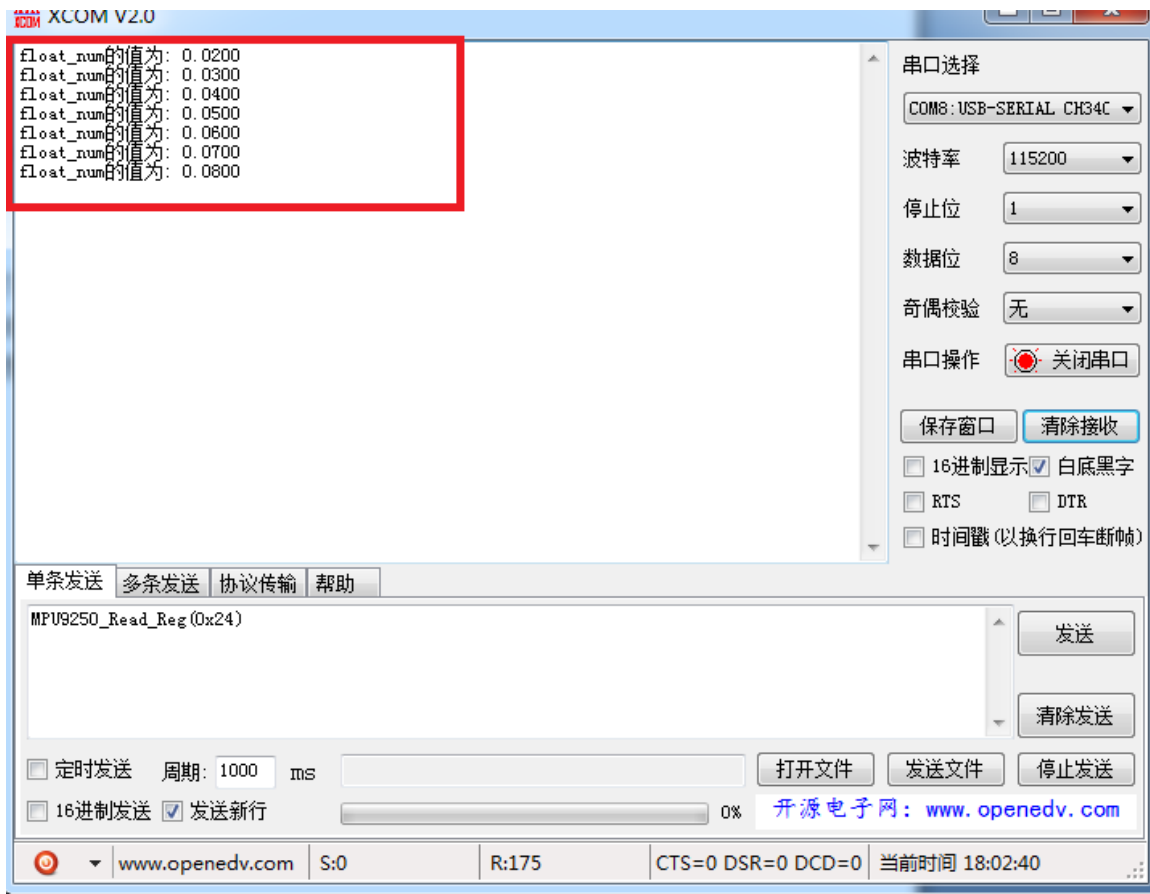 XCOM V2.0
float_num的值为: 0.0200
float_num的值为: 0.0300
float_num的值为: 0.0400
float_num的值为: 0.0500
float_num的值为: 0.0600
float_num的值为: 0.0700
float_num的值为: 0.0800
串口选择
COM8:USB-SERIAL CH34C
波特率 115200
停止位 1
数据位 8
奇偶校验 无
串口操作 关闭串口
保存窗口 清除接收
16进制显示 白底黑字
RTS DTR
时间戳(以换行回车断帧)
单条发送 多条发送 协议传输 帮助
MPU9250_Read_Reg(0x24)
发送
清除发送
定时发送 周期: 1000 ms 打开文件 发送文件 停止发送
16进制发送 发送新行 0% 开源电子网: www.openedv.com
www.openedv.com S:0 R:175 CTS=0 DSR=0 DCD=0 当前时间 18:02:40